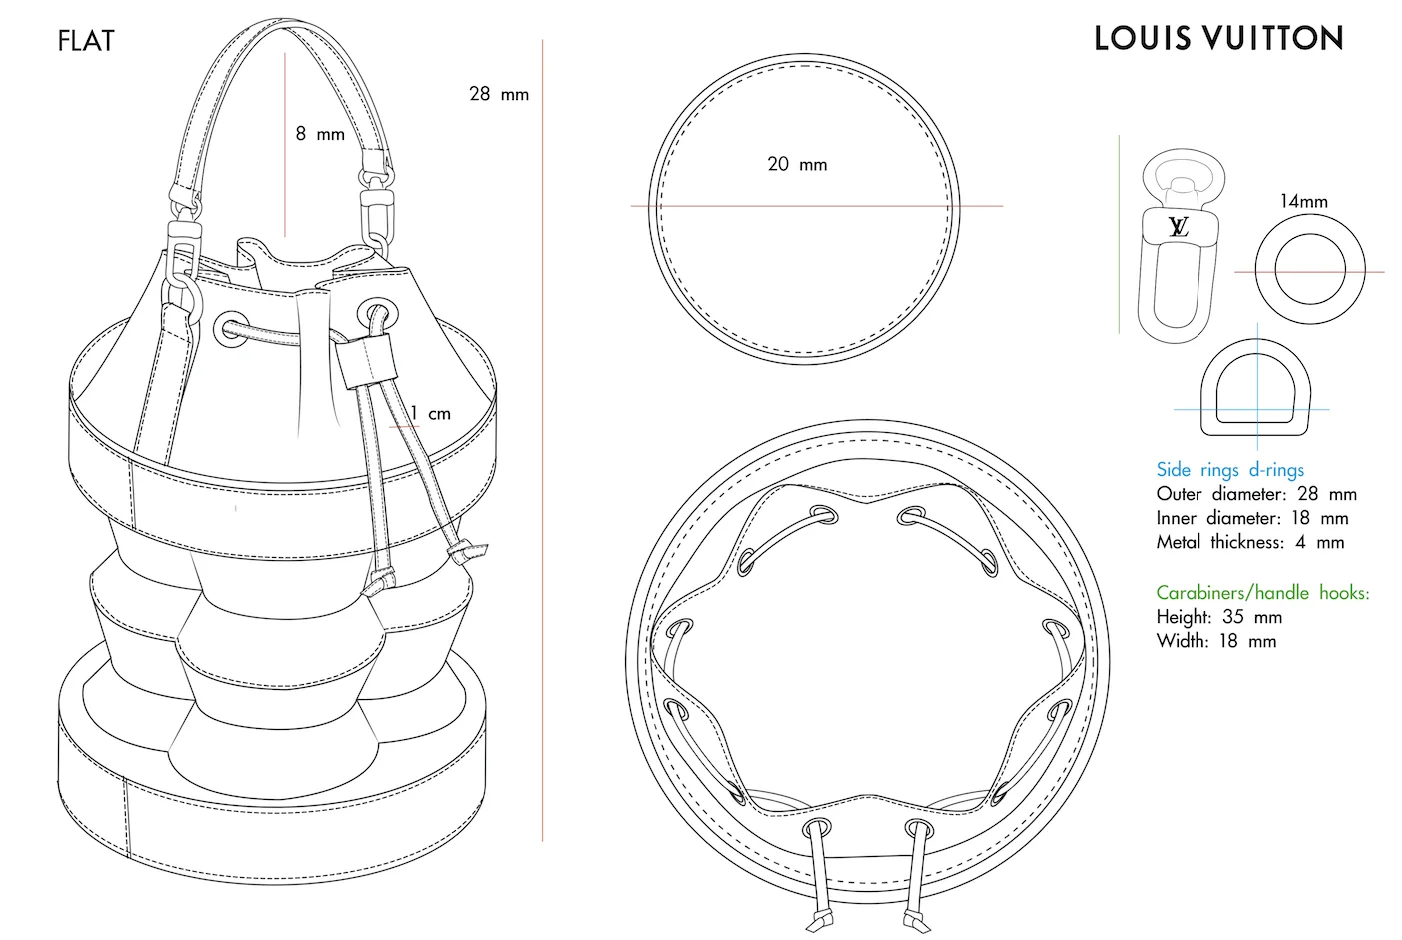 FLAT
LOUIS VUITTON
28 mm
8 mm
20 mm
14mm
LV
1 cm
Side rings d-rings
Outer diameter: 28 mm
Inner diameter: 18 mm
Metal thickness: 4 mm
Carabiners/handle hooks:
Height: 35 mm
Width: 18 mm